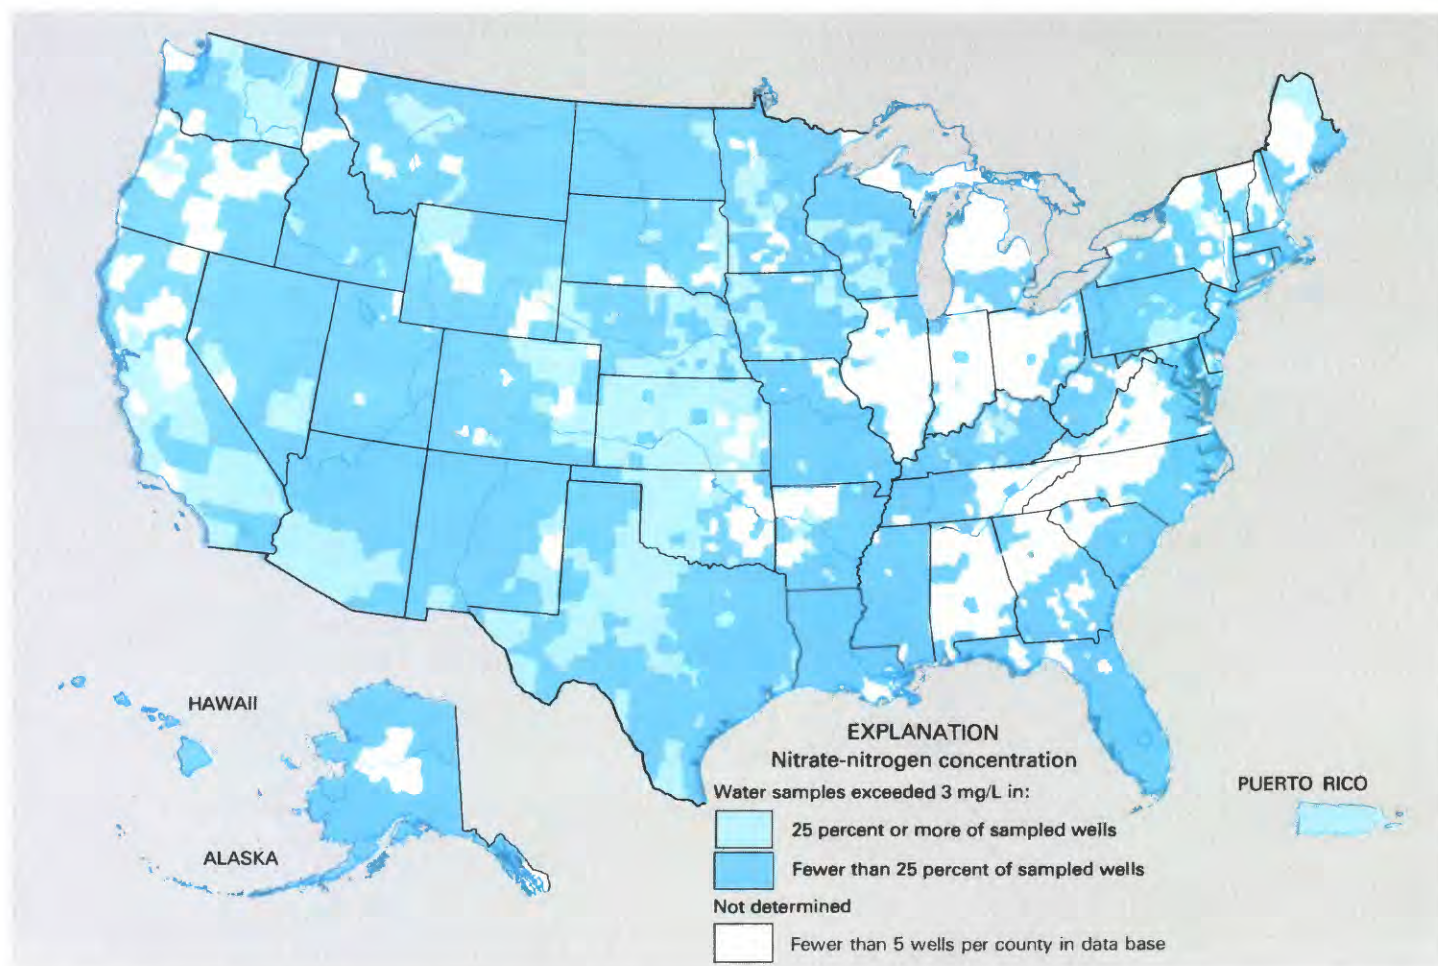 HAWAII
ALASKA
PUERTO RICO
EXPLANATION
Nitrate-nitrogen concentration
Water samples exceeded 3 mg/L in:
25 percent or more of sampled wells
Fewer than 25 percent of sampled wells
Not determined
Fewer than 5 wells per county in data base